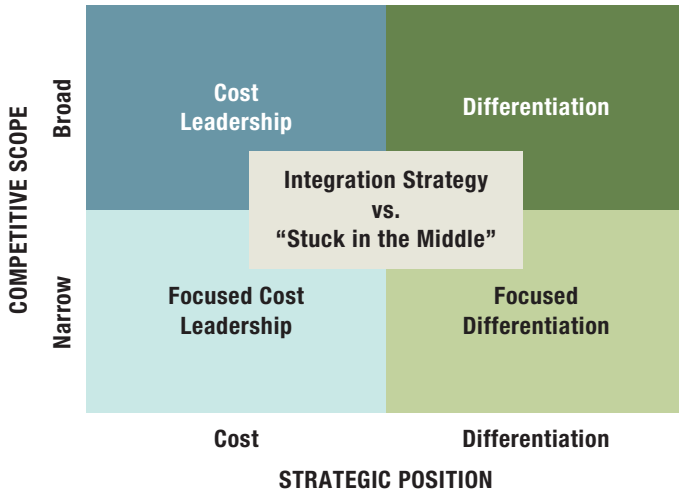 COMPETITIVE SCOPE
Broad
Narrow
Cost
Leadership
Differentiation
Integration Strategy
vs.
“Stuck in the Middle”
Focused Cost
Leadership
Focused
Differentiation
Cost
Differentiation
STRATEGIC POSITION